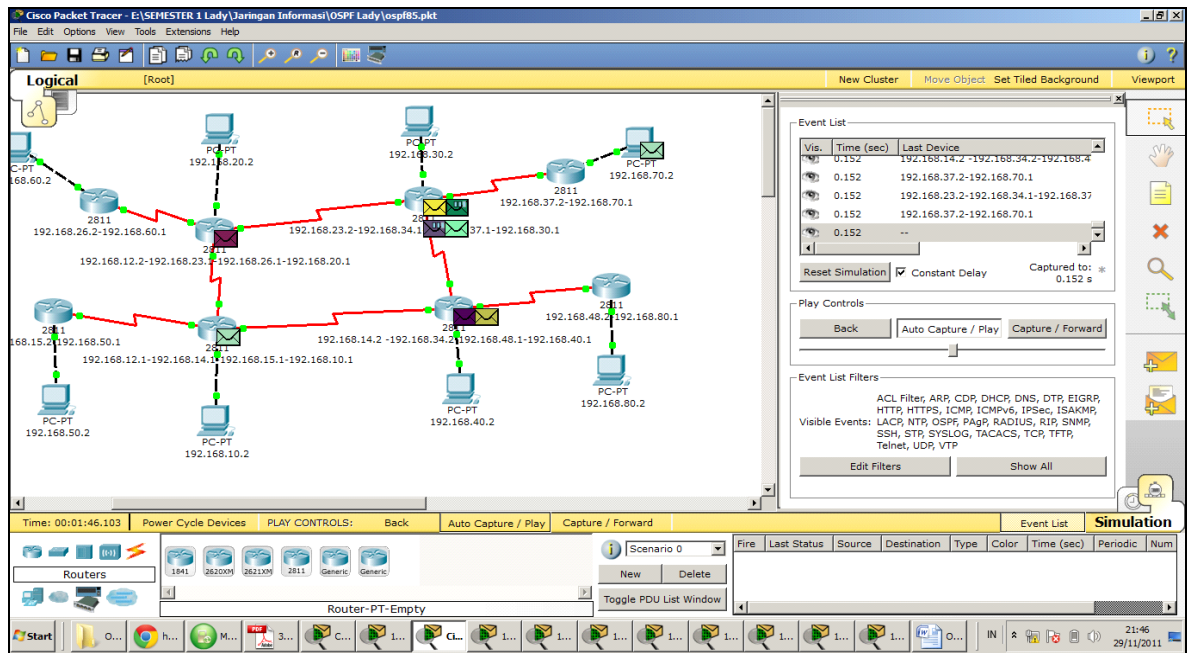 Cisco Packet Tracer - E:\SEMESTER 1 Lady\Jaringan Informasi\OSPF Lady\ospf85.pkt
File Edit Options View Tools Extensions Help
Logical [Root] New Cluster Move Object Set Tiled Background Viewport
PC-PT
192.168.20.2
PC-PT
192.168.30.2
PC-PT
192.168.70.2
C-PT
168.60.2
2811
192.168.26.2-192.168.60.1
2811
192.168.37.2-192.168.70.1
2811
192.168.12.2-192.168.23.1-192.168.26.1-192.168.20.1
192.168.23.2-192.168.34.1 37.1-192.168.30.1
2811
168.15.2-192.168.50.1
2811
192.168.12.1-192.168.14.1-192.168.15.1-192.168.10.1
192.168.14.2 -192.168.34.2-192.168.48.1-192.168.40.1
2811
192.168.48.2-192.168.80.1
PC-PT
192.168.50.2
PC-PT
192.168.10.2
PC-PT
192.168.40.2
PC-PT
192.168.80.2
Event List
Vis. Time (sec) Last Device
0.152 192.168.14.2 -192.168.34.2-192.168.4
0.152 192.168.37.2-192.168.70.1
0.152 192.168.23.2-192.168.34.1-192.168.37
0.152 192.168.37.2-192.168.70.1
0.152 --
Reset Simulation Constant Delay Captured to: *
0.152 s
Play Controls
Back Auto Capture / Play Capture / Forward
Event List Filters
Visible Events: ACL Filter, ARP, CDP, DHCP, DNS, DTP, EIGRP,
HTTP, HTTPS, ICMP, ICMPv6, IPSec, ISAKMP,
LACP, NTP, OSPF, PAgP, RADIUS, RIP, SNMP,
SSH, STP, SYSLOG, TACACS, TCP, TFTP,
Telnet, UDP, VTP
Edit Filters Show All
Time: 00:01:46.103 Power Cycle Devices PLAY CONTROLS: Back Auto Capture / Play Capture / Forward Event List Simulation
Routers
1841 2620XM 2621XM 2811 Generic Generic
Router-PT-Empty
Scenario 0
New Delete
Toggle PDU List Window
Fire Last Status Source Destination Type Color Time (sec) Periodic Num
Start O... h... M... 3... C... 1... Ci... 1... 1... 1... 1... 1... 1... 1... O... IN 21:46
29/11/2011